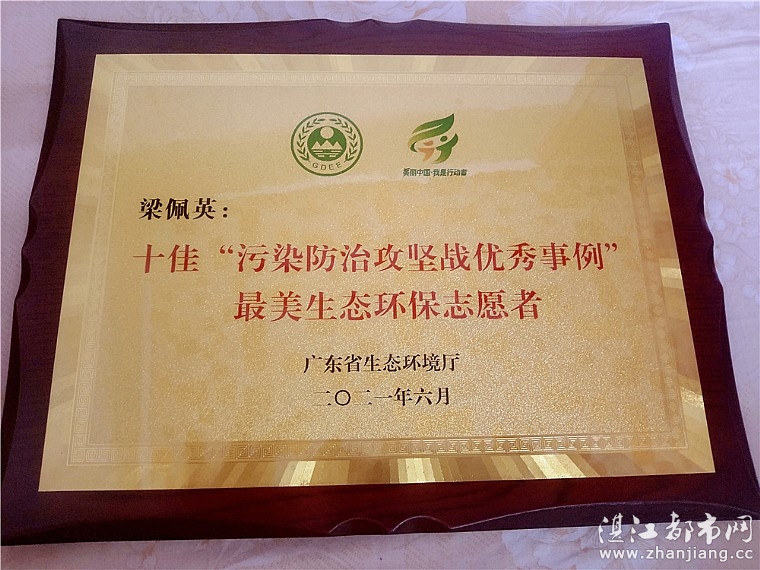 GDEE
美丽中国·我是行动者
梁佩英：
十佳“污染防治攻坚战优秀事例”
最美生态环保志愿者
广东省生态环境厅
二〇二一年六月
湛江都市网
www.zhanjiang.cc